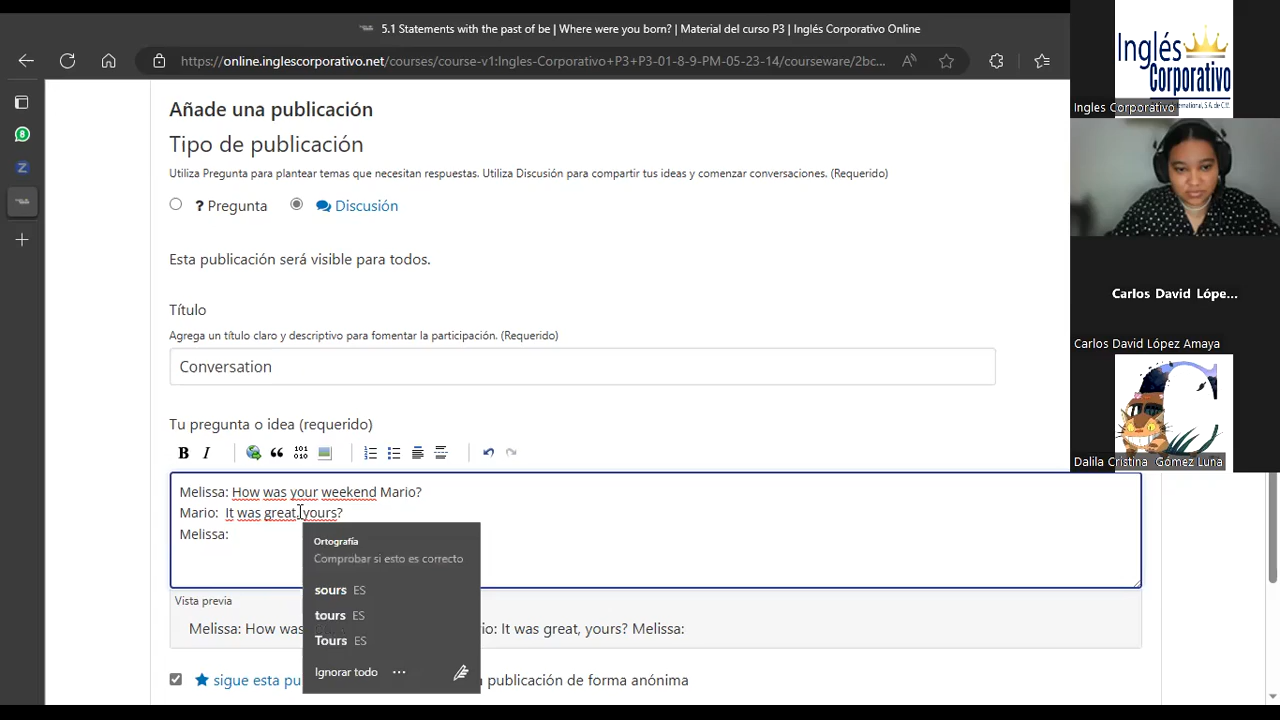 5.1 Statements with the past of be | Where were you born? | Material del curso P3 | Inglés Corporativo Online
https://online.inglescorporativo.net/courses/course-v1:Ingles-Corporativo+P3+P3-01-8-9-PM-05-23-14/courseware/2bc...
Añade una publicación
Tipo de publicación
Utiliza Pregunta para plantear temas que necesitan respuestas. Utiliza Discusión para compartir tus ideas y comenzar conversaciones. (Requerido)
? Pregunta
Discusión
Esta publicación será visible para todos.
Título
Agrega un título claro y descriptivo para fomentar la participación. (Requerido)
Conversation
Tu pregunta o idea (requerido)
B I
Melissa: How was your weekend Mario?
Mario: It was great, yours?
Melissa:
Ortografía
Comprobar si esto es correcto
sours ES
tours ES
Tours ES
Ignorar todo
Vista previa
Melissa: How was
io: It was great, yours? Melissa:
sigue esta pu
publicación de forma anónima
Inglés
Corporativo
Ingles Corporativo
Carlos David Lópe...
Carlos David López Amaya
Dalila Cristina Gómez Luna